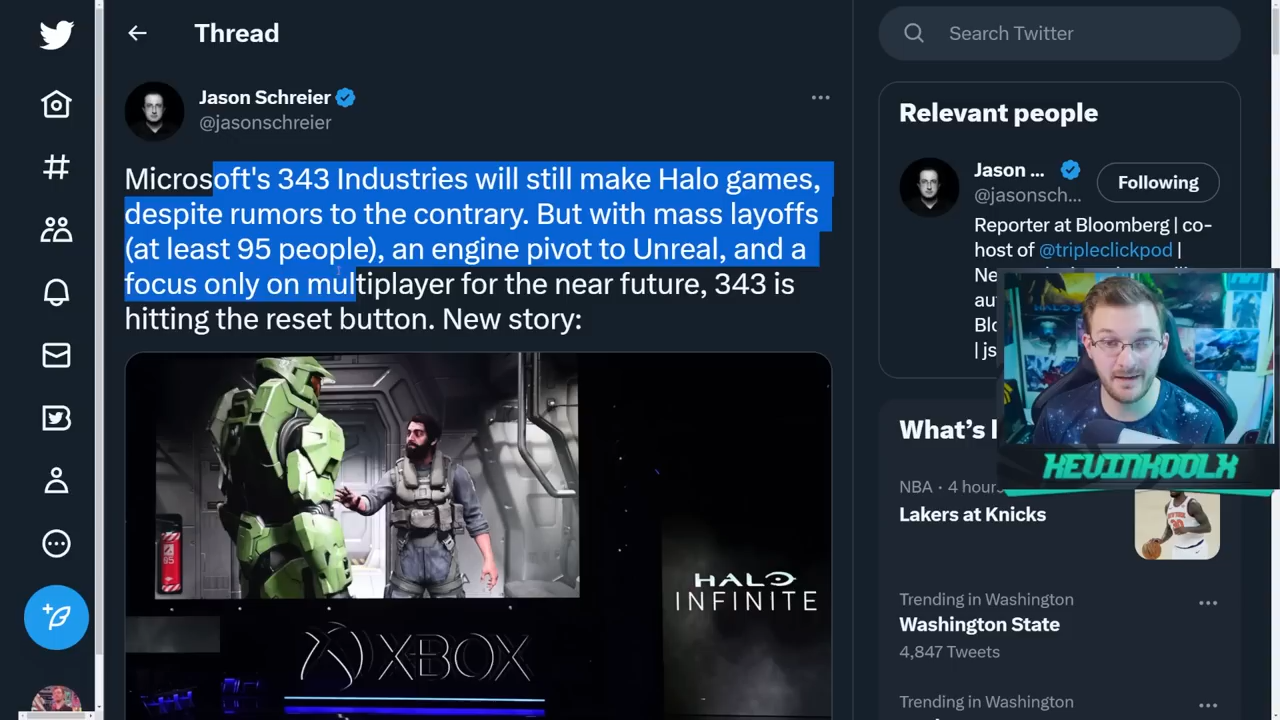 Thread
Search Twitter
Jason Schreier
@jasonschreier
Microsoft's 343 Industries will still make Halo games,
despite rumors to the contrary. But with mass layoffs
(at least 95 people), an engine pivot to Unreal, and a
focus only on multiplayer for the near future, 343 is
hitting the reset button. New story:
HALO
INFINITE
XBOX
Relevant people
Jason ...
@jasonsch...
Following
Reporter at Bloomberg | co-
host of @tripleclickpod |
KEVINKOOLX
NBA · 4 hours
Lakers at Knicks
Trending in Washington
Washington State
4,847 Tweets
Trending in Washington